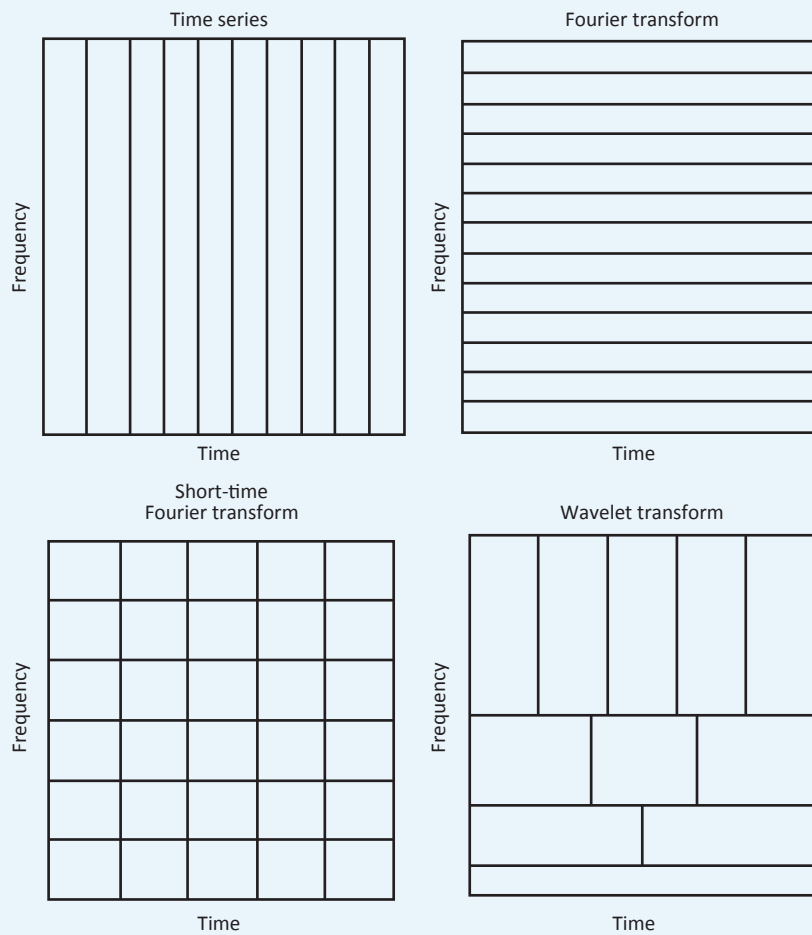 Time series
Frequency
Time
Fourier transform
Frequency
Time
Short-time
Fourier transform
Frequency
Time
Wavelet transform
Frequency
Time